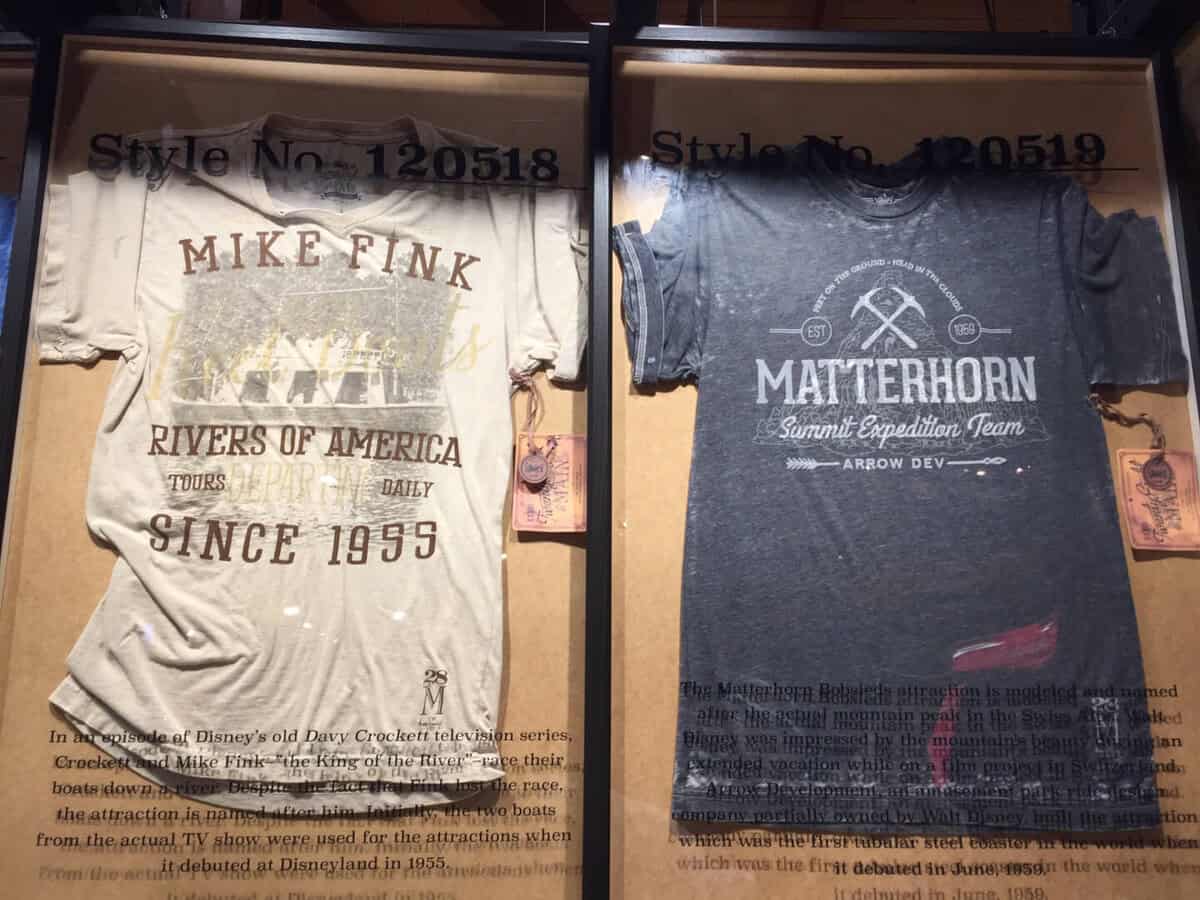 Style No. 120518
MIKE FINK
Keel Boats
RIVERS OF AMERICA
TOURS DEPARTING DAILY
SINCE 1955
28
M
In an episode of Disney's old Davy Crockett television series,
Crockett and Mike Fink–"the King of the River"–race their
boats down a river. Despite the fact that Fink lost the race,
the attraction is named after him. Initially, the two boats
from the actual TV show were used for the attractions when
it debuted at Disneyland in 1955.
Style No. 120519
FEET ON THE GROUND • HEAD IN THE CLOUDS
EST 1959
MATTERHORN
Summit Expedition Team
ARROW DEV
The Matterhorn Bobsleds attraction is modeled and named
after the actual mountain peak in the Swiss Alps. Walt
Disney was impressed by the mountain's beauty during an
extended vacation while on a film project in Switzerland.
Arrow Development, an amusement park ride design
company partially owned by Walt Disney, built the attraction
which was the first tubular steel coaster in the world when
it debuted in June, 1959.